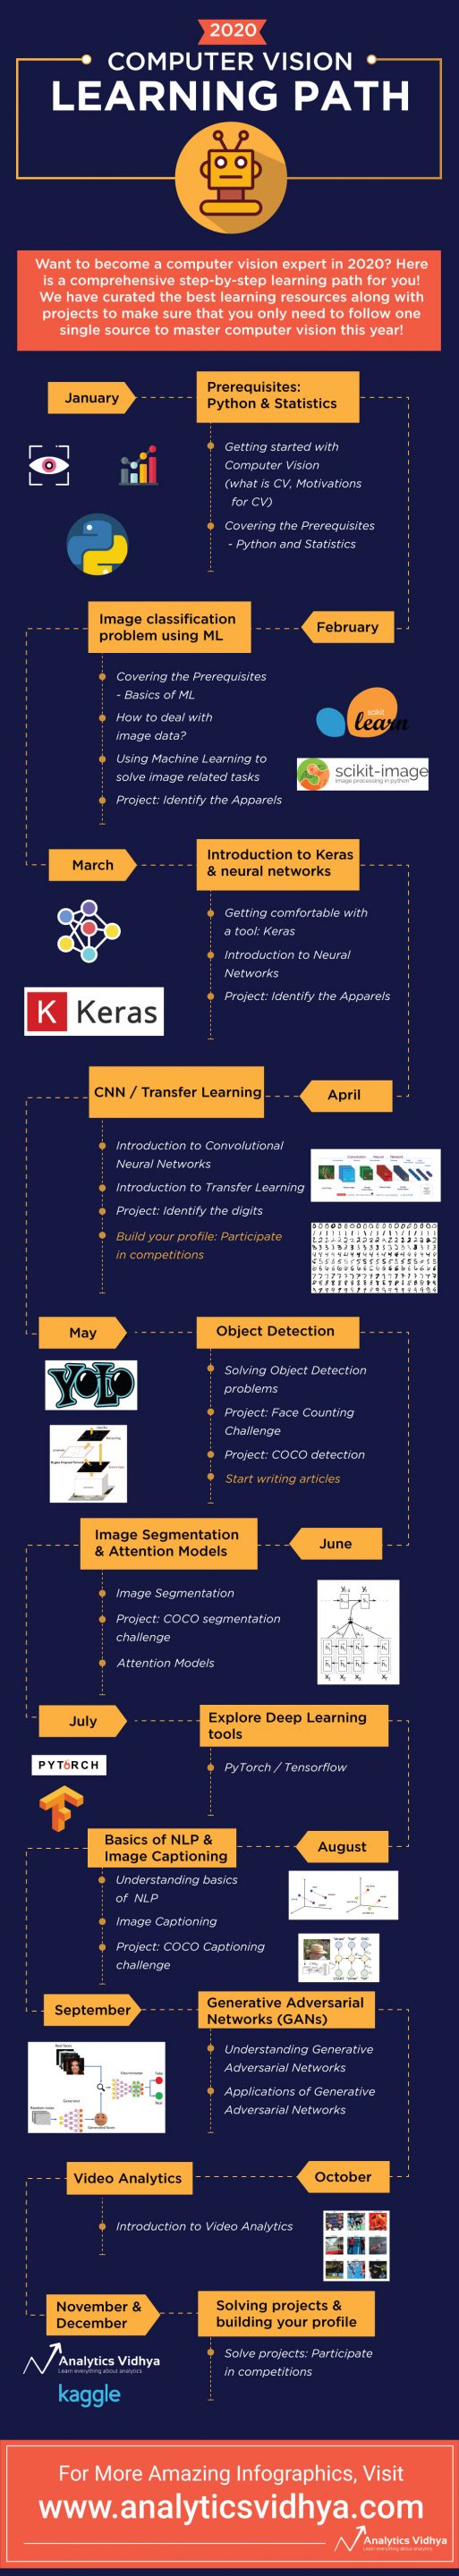 2020
COMPUTER VISION
LEARNING PATH
Want to become a computer vision expert in 2020? Here
is a comprehensive step-by-step learning path for you!
We have curated the best learning resources along with
projects to make sure that you only need to follow one
single source to master computer vision this year!
January
Prerequisites:
Python & Statistics
Getting started with
Computer Vision
(what is CV, Motivations
for CV)
Covering the Prerequisites
- Python and Statistics
Image classification
problem using ML
February
Covering the Prerequisites
- Basics of ML
How to deal with
image data?
Using Machine Learning to
solve image related tasks
Project: Identify the Apparels
scikit
learn
scikit-image
image processing in python
March
Introduction to Keras
& neural networks
Getting comfortable with
a tool: Keras
Introduction to Neural
Networks
Project: Identify the Apparels
K Keras
CNN / Transfer Learning
April
Introduction to Convolutional
Neural Networks
Introduction to Transfer Learning
Project: Identify the digits
Build your profile: Participate
in competitions
May
Object Detection
YOLO
Solving Object Detection
problems
Project: Face Counting
Challenge
Project: COCO detection
Start writing articles
Image Segmentation
& Attention Models
June
Image Segmentation
Project: COCO segmentation
challenge
Attention Models
July
Explore Deep Learning
tools
PYTORCH
PyTorch / Tensorflow
Basics of NLP &
Image Captioning
August
Understanding basics
of NLP
Image Captioning
Project: COCO Captioning
challenge
September
Generative Adversarial
Networks (GANs)
Understanding Generative
Adversarial Networks
Applications of Generative
Adversarial Networks
Video Analytics
October
Introduction to Video Analytics
November &
December
Solving projects &
building your profile
Analytics Vidhya
Learn everything about analytics
kaggle
Solve projects: Participate
in competitions
For More Amazing Infographics, Visit
www.analyticsvidhya.com
Analytics Vidhya
Learn everything about analytics